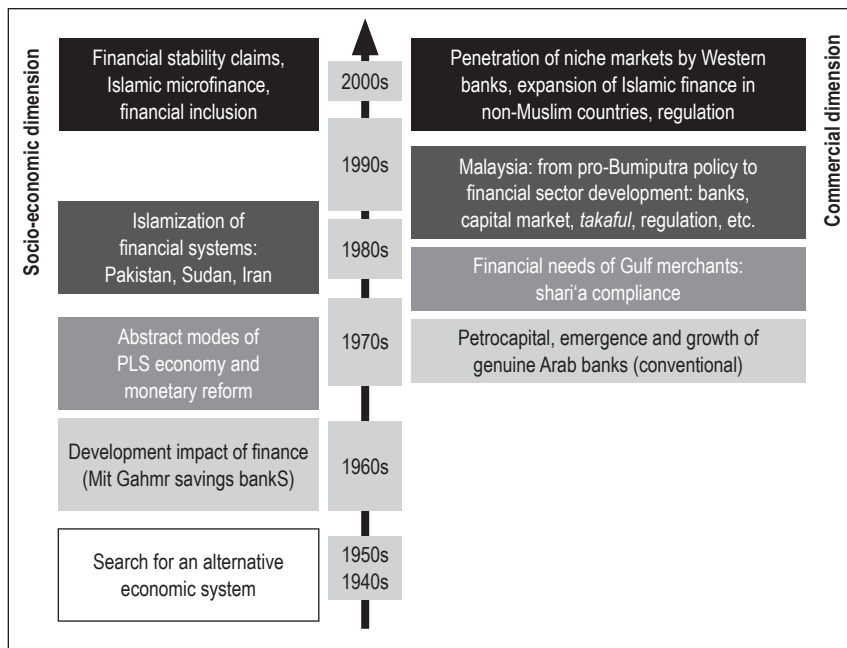 Socio-economic dimension
Financial stability claims,
Islamic microfinance,
financial inclusion
Islamization of
financial systems:
Pakistan, Sudan, Iran
Abstract modes of
PLS economy and
monetary reform
Development impact of finance
(Mit Gahmr savings bankS)
Search for an alternative
economic system
2000s
1990s
1980s
1970s
1960s
1950s
1940s
Penetration of niche markets by Western
banks, expansion of Islamic finance in
non-Muslim countries, regulation
Malaysia: from pro-Bumiputra policy to
financial sector development: banks,
capital market, takaful, regulation, etc.
Financial needs of Gulf merchants:
shari‘a compliance
Petrocapital, emergence and growth of
genuine Arab banks (conventional)
Commercial dimension